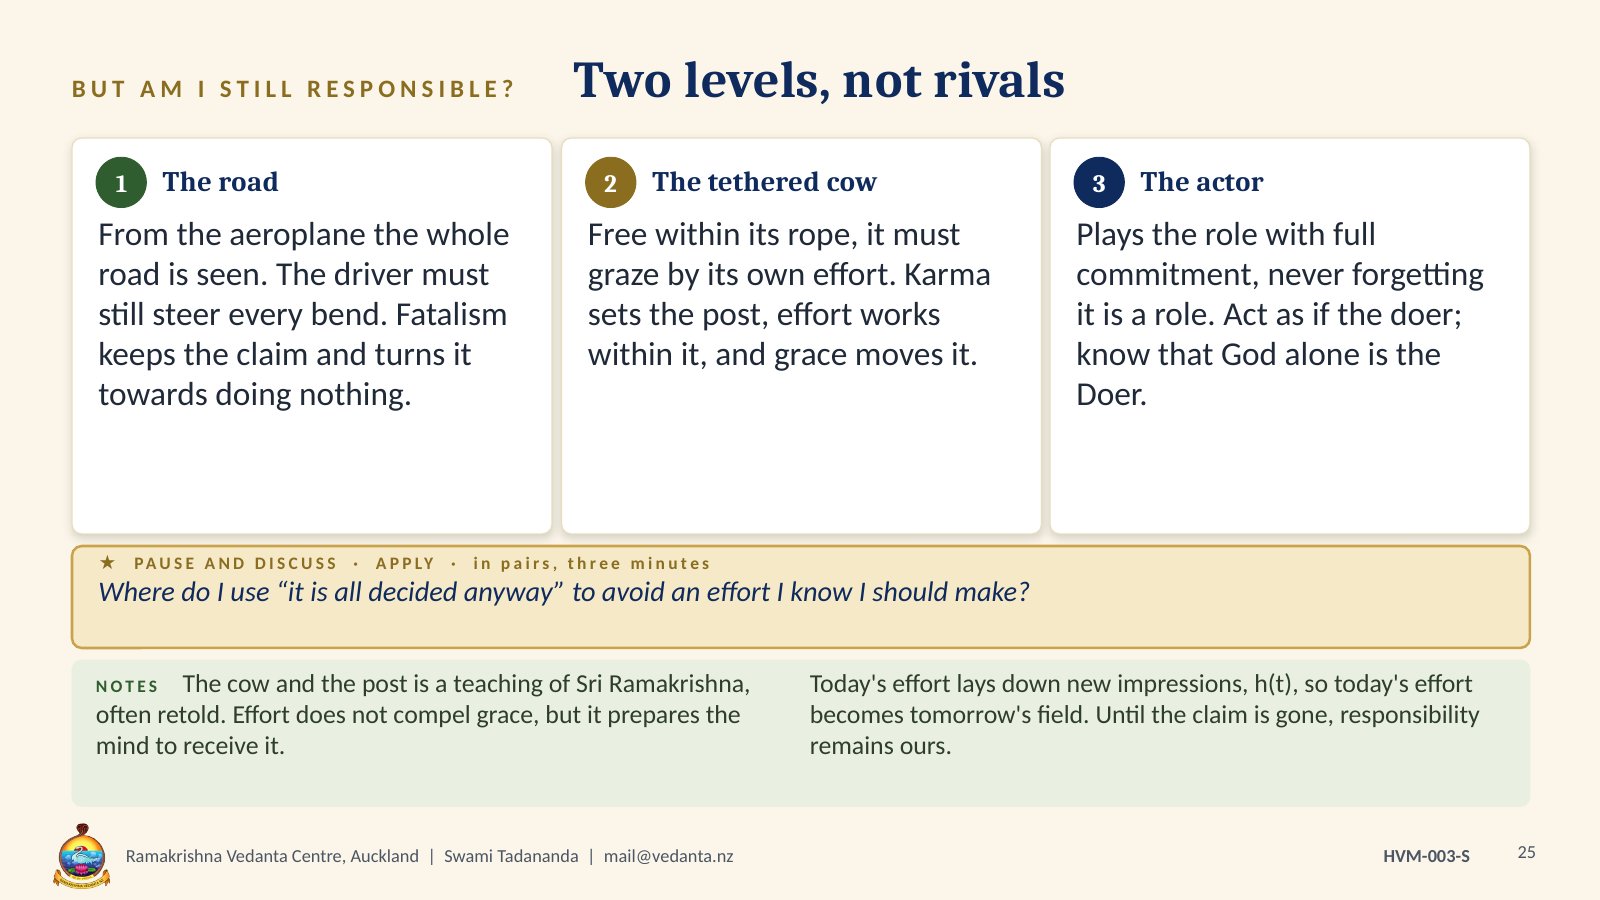 BUT AM I STILL RESPONSIBLE?
Two levels, not rivals
1
The road
From the aeroplane the whole
road is seen. The driver must
still steer every bend. Fatalism
keeps the claim and turns it
towards doing nothing.
2
The tethered cow
Free within its rope, it must
graze by its own effort. Karma
sets the post, effort works
within it, and grace moves it.
3
The actor
Plays the role with full
commitment, never forgetting
it is a role. Act as if the doer;
know that God alone is the
Doer.
★ PAUSE AND DISCUSS · APPLY · in pairs, three minutes
Where do I use “it is all decided anyway” to avoid an effort I know I should make?
NOTES The cow and the post is a teaching of Sri Ramakrishna,
often retold. Effort does not compel grace, but it prepares the
mind to receive it.
Today's effort lays down new impressions, h(t), so today's effort
becomes tomorrow's field. Until the claim is gone, responsibility
remains ours.
Ramakrishna Vedanta Centre, Auckland | Swami Tadananda | mail@vedanta.nz
HVM-003-S
25